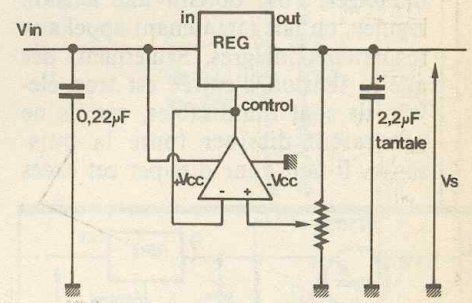 in
out
Vin
REG
control
0,22µF
2,2µF
tantale
+
+Vcc
-Vcc
- +
Vs